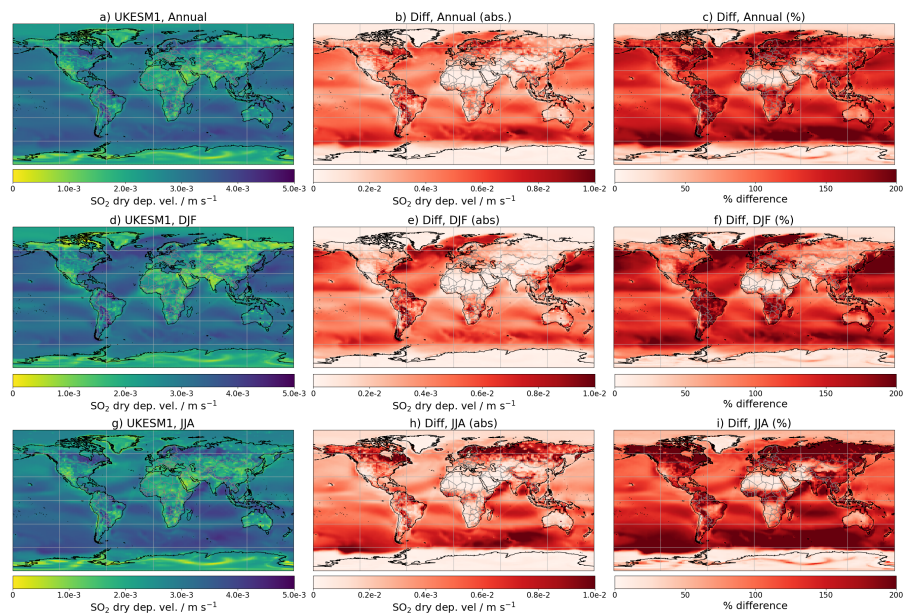 a) UKESM1, Annual
b) Diff, Annual (abs.)
c) Diff, Annual (%)
0 1.0e-3 2.0e-3 3.0e-3 4.0e-3 5.0e-3
0 0.2e-2 0.4e-2 0.6e-2 0.8e-2 1.0e-2
0 50 100 150 200
SO₂ dry dep. vel. / m s⁻¹
SO₂ dry dep. vel. / m s⁻¹
% difference
d) UKESM1, DJF
e) Diff, DJF (abs)
f) Diff, DJF (%)
0 1.0e-3 2.0e-3 3.0e-3 4.0e-3 5.0e-3
0 0.2e-2 0.4e-2 0.6e-2 0.8e-2 1.0e-2
0 50 100 150 200
SO₂ dry dep. vel. / m s⁻¹
SO₂ dry dep. vel. / m s⁻¹
% difference
g) UKESM1, JJA
h) Diff, JJA (abs)
i) Diff, JJA (%)
0 1.0e-3 2.0e-3 3.0e-3 4.0e-3 5.0e-3
0 0.2e-2 0.4e-2 0.6e-2 0.8e-2 1.0e-2
0 50 100 150 200
SO₂ dry dep. vel. / m s⁻¹
SO₂ dry dep. vel. / m s⁻¹
% difference